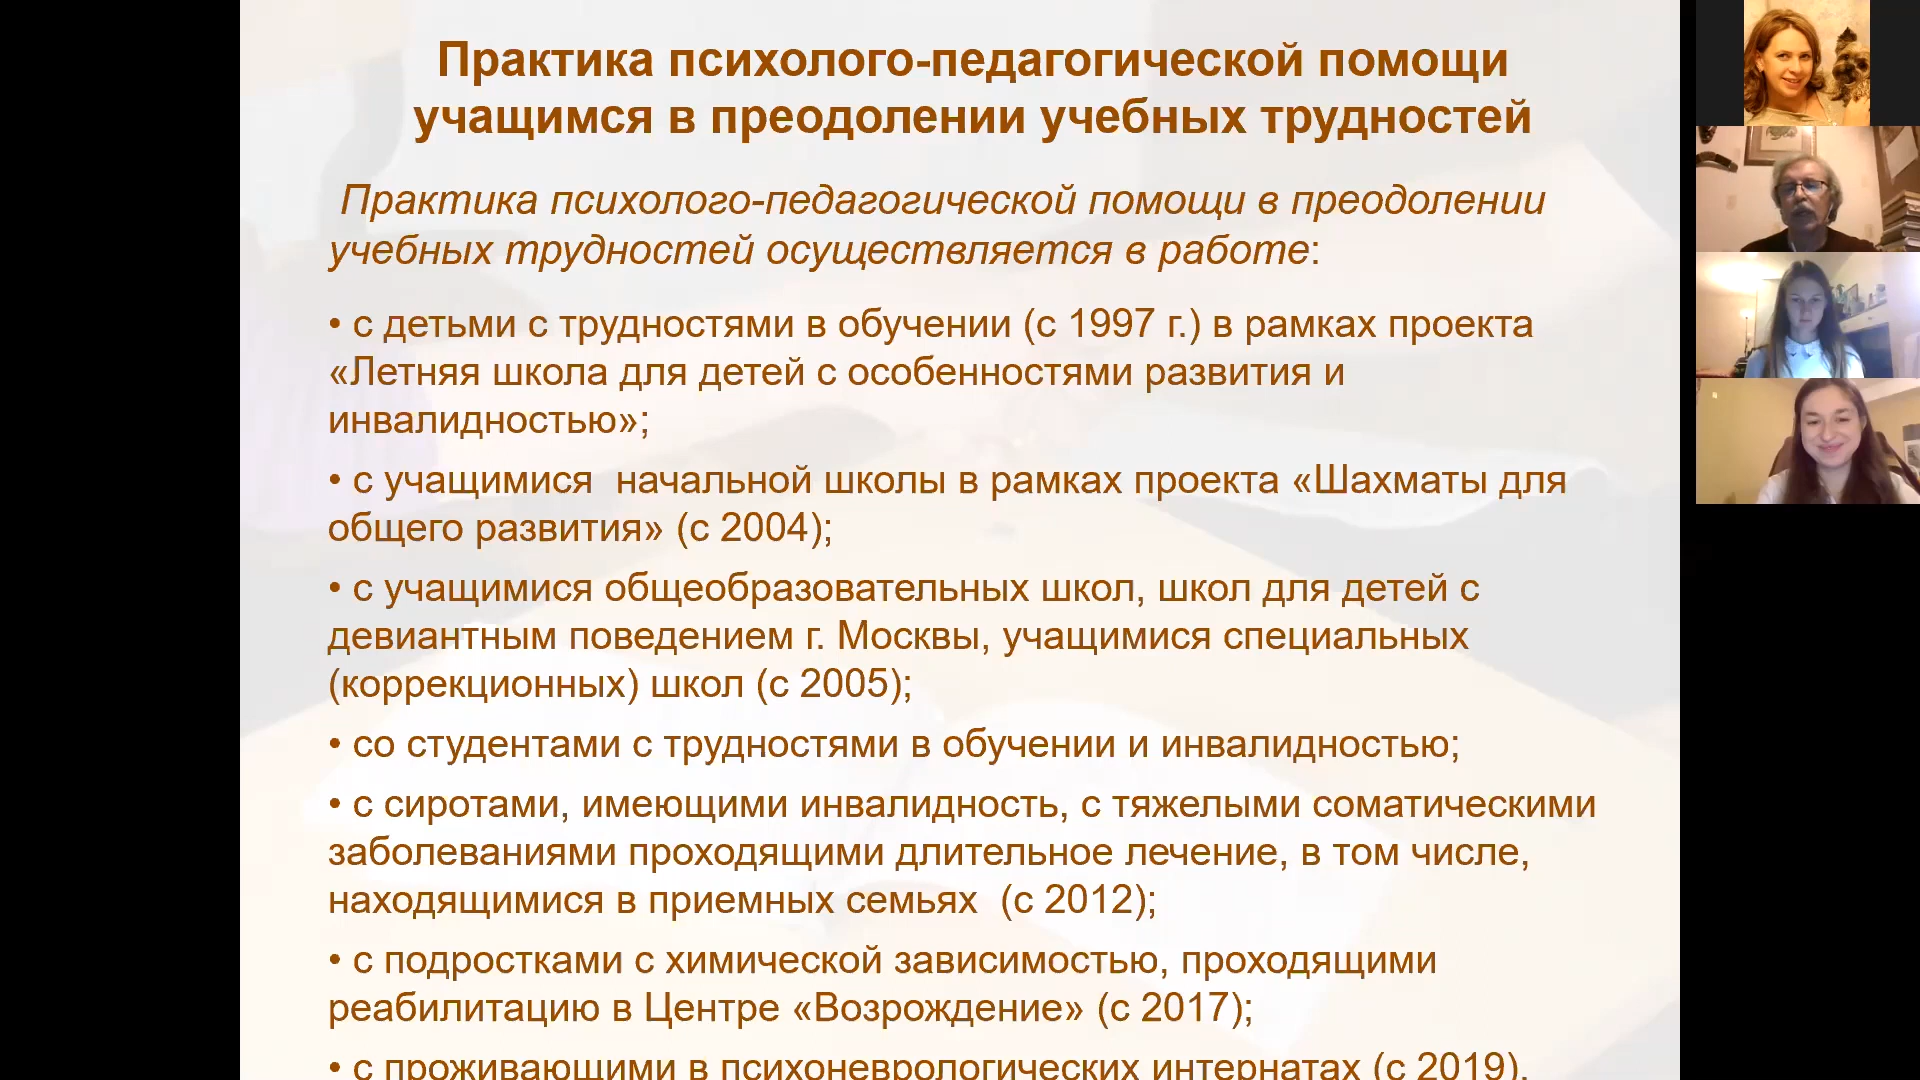 Практика психолого-педагогической помощи
учащимся в преодолении учебных трудностей
Практика психолого-педагогической помощи в преодолении
учебных трудностей осуществляется в работе:
• с детьми с трудностями в обучении (с 1997 г.) в рамках проекта
«Летняя школа для детей с особенностями развития и
инвалидностью»;
• с учащимися  начальной школы в рамках проекта «Шахматы для
общего развития» (с 2004);
• с учащимися общеобразовательных школ, школ для детей с
девиантным поведением г. Москвы, учащимися специальных
(коррекционных) школ (с 2005);
• со студентами с трудностями в обучении и инвалидностью;
• с сиротами, имеющими инвалидность, с тяжелыми соматическими
заболеваниями проходящими длительное лечение, в том числе,
находящимися в приемных семьях  (с 2012);
• с подростками с химической зависимостью, проходящими
реабилитацию в Центре «Возрождение» (с 2017);
• с проживающими в психоневрологических интернатах (с 2019).